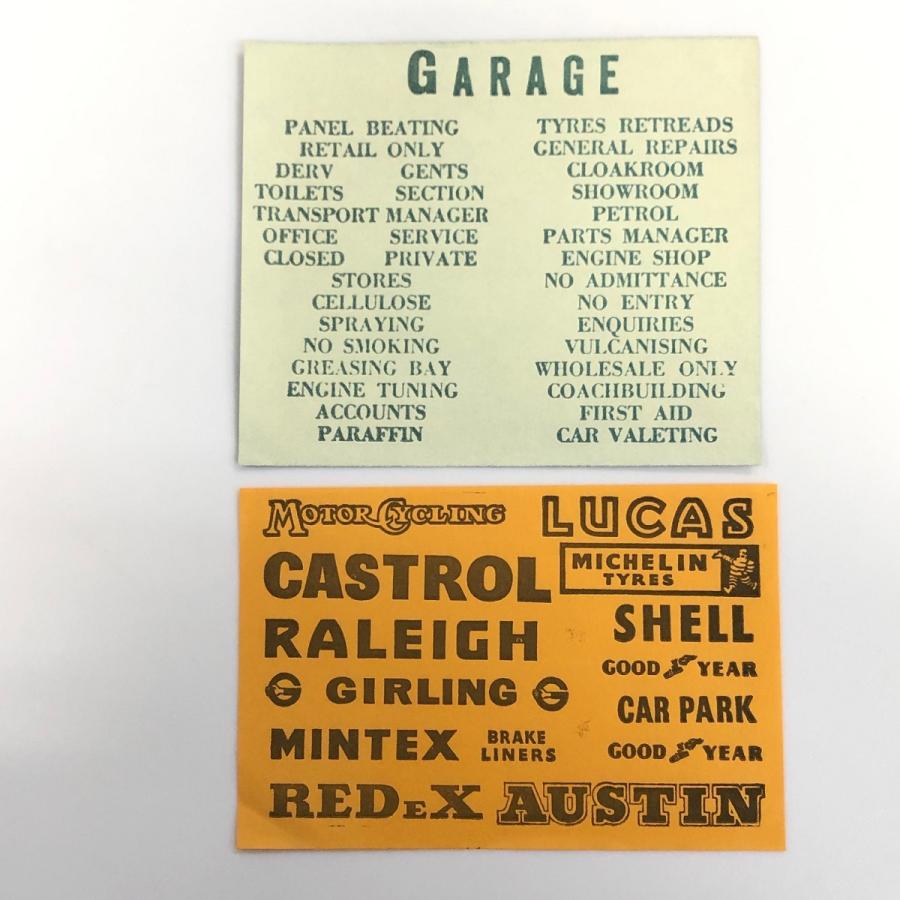 GARAGE
PANEL BEATING
RETAIL ONLY
DERV GENTS
TOILETS SECTION
TRANSPORT MANAGER
OFFICE SERVICE
CLOSED PRIVATE
STORES
CELLULOSE
SPRAYING
NO SMOKING
GREASING BAY
ENGINE TUNING
ACCOUNTS
PARAFFIN
TYRES RETREADS
GENERAL REPAIRS
CLOAKROOM
SHOWROOM
PETROL
PARTS MANAGER
ENGINE SHOP
NO ADMITTANCE
NO ENTRY
ENQUIRIES
VULCANISING
WHOLESALE ONLY
COACHBUILDING
FIRST AID
CAR VALETING
MOTOR CYCLING
CASTROL
RALEIGH
G GIRLING G
MINTEX BRAKE
LINERS
REDEX
LUCAS
MICHELIN
TYRES
SHELL
GOOD YEAR
CAR PARK
GOOD YEAR
AUSTIN